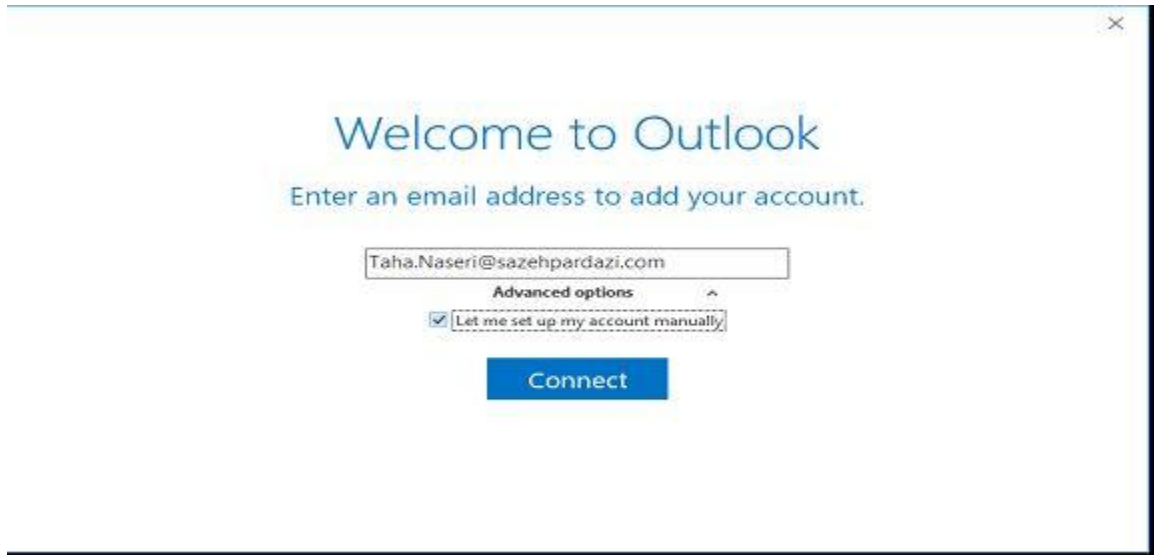 Welcome to Outlook
Enter an email address to add your account.
Taha.Naseri@sazehpardazi.com
Advanced options
Let me set up my account manually
Connect